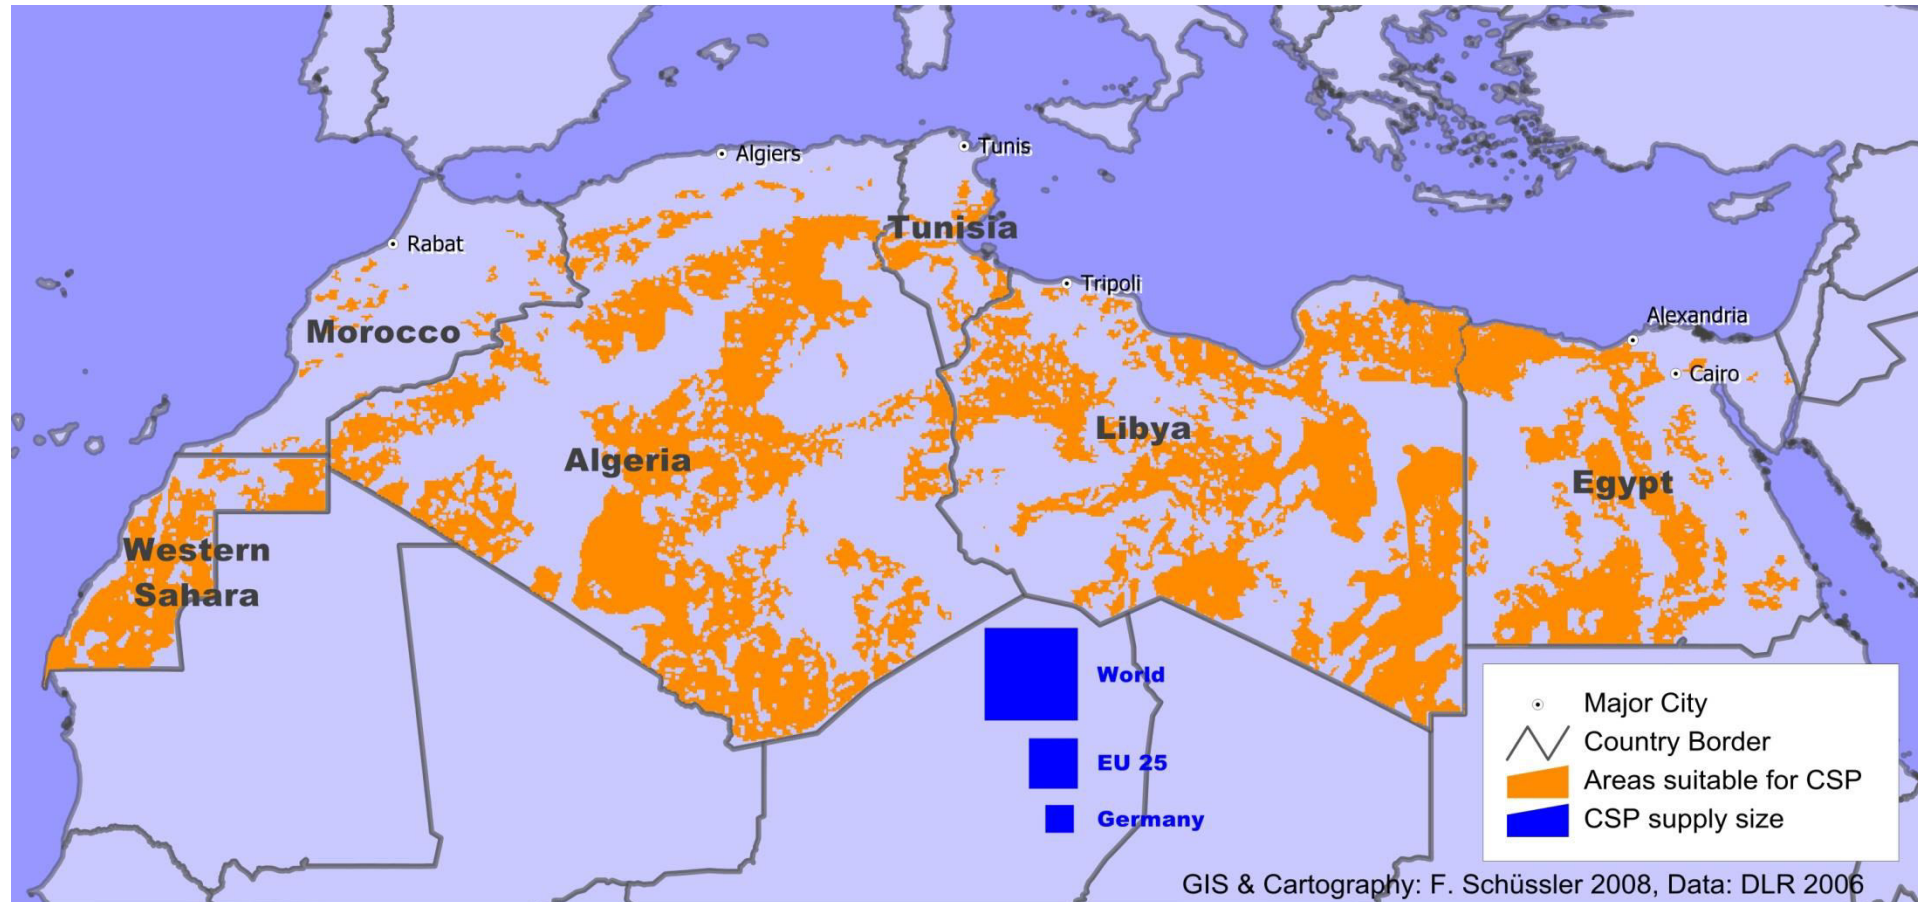 Algiers
Tunis
Tunisia
Rabat
Tripoli
Morocco
Alexandria
Cairo
Libya
Algeria
Egypt
Western
Sahara
World
EU 25
Germany
Major City
Country Border
Areas suitable for CSP
CSP supply size
GIS & Cartography: F. Schüssler 2008, Data: DLR 2006